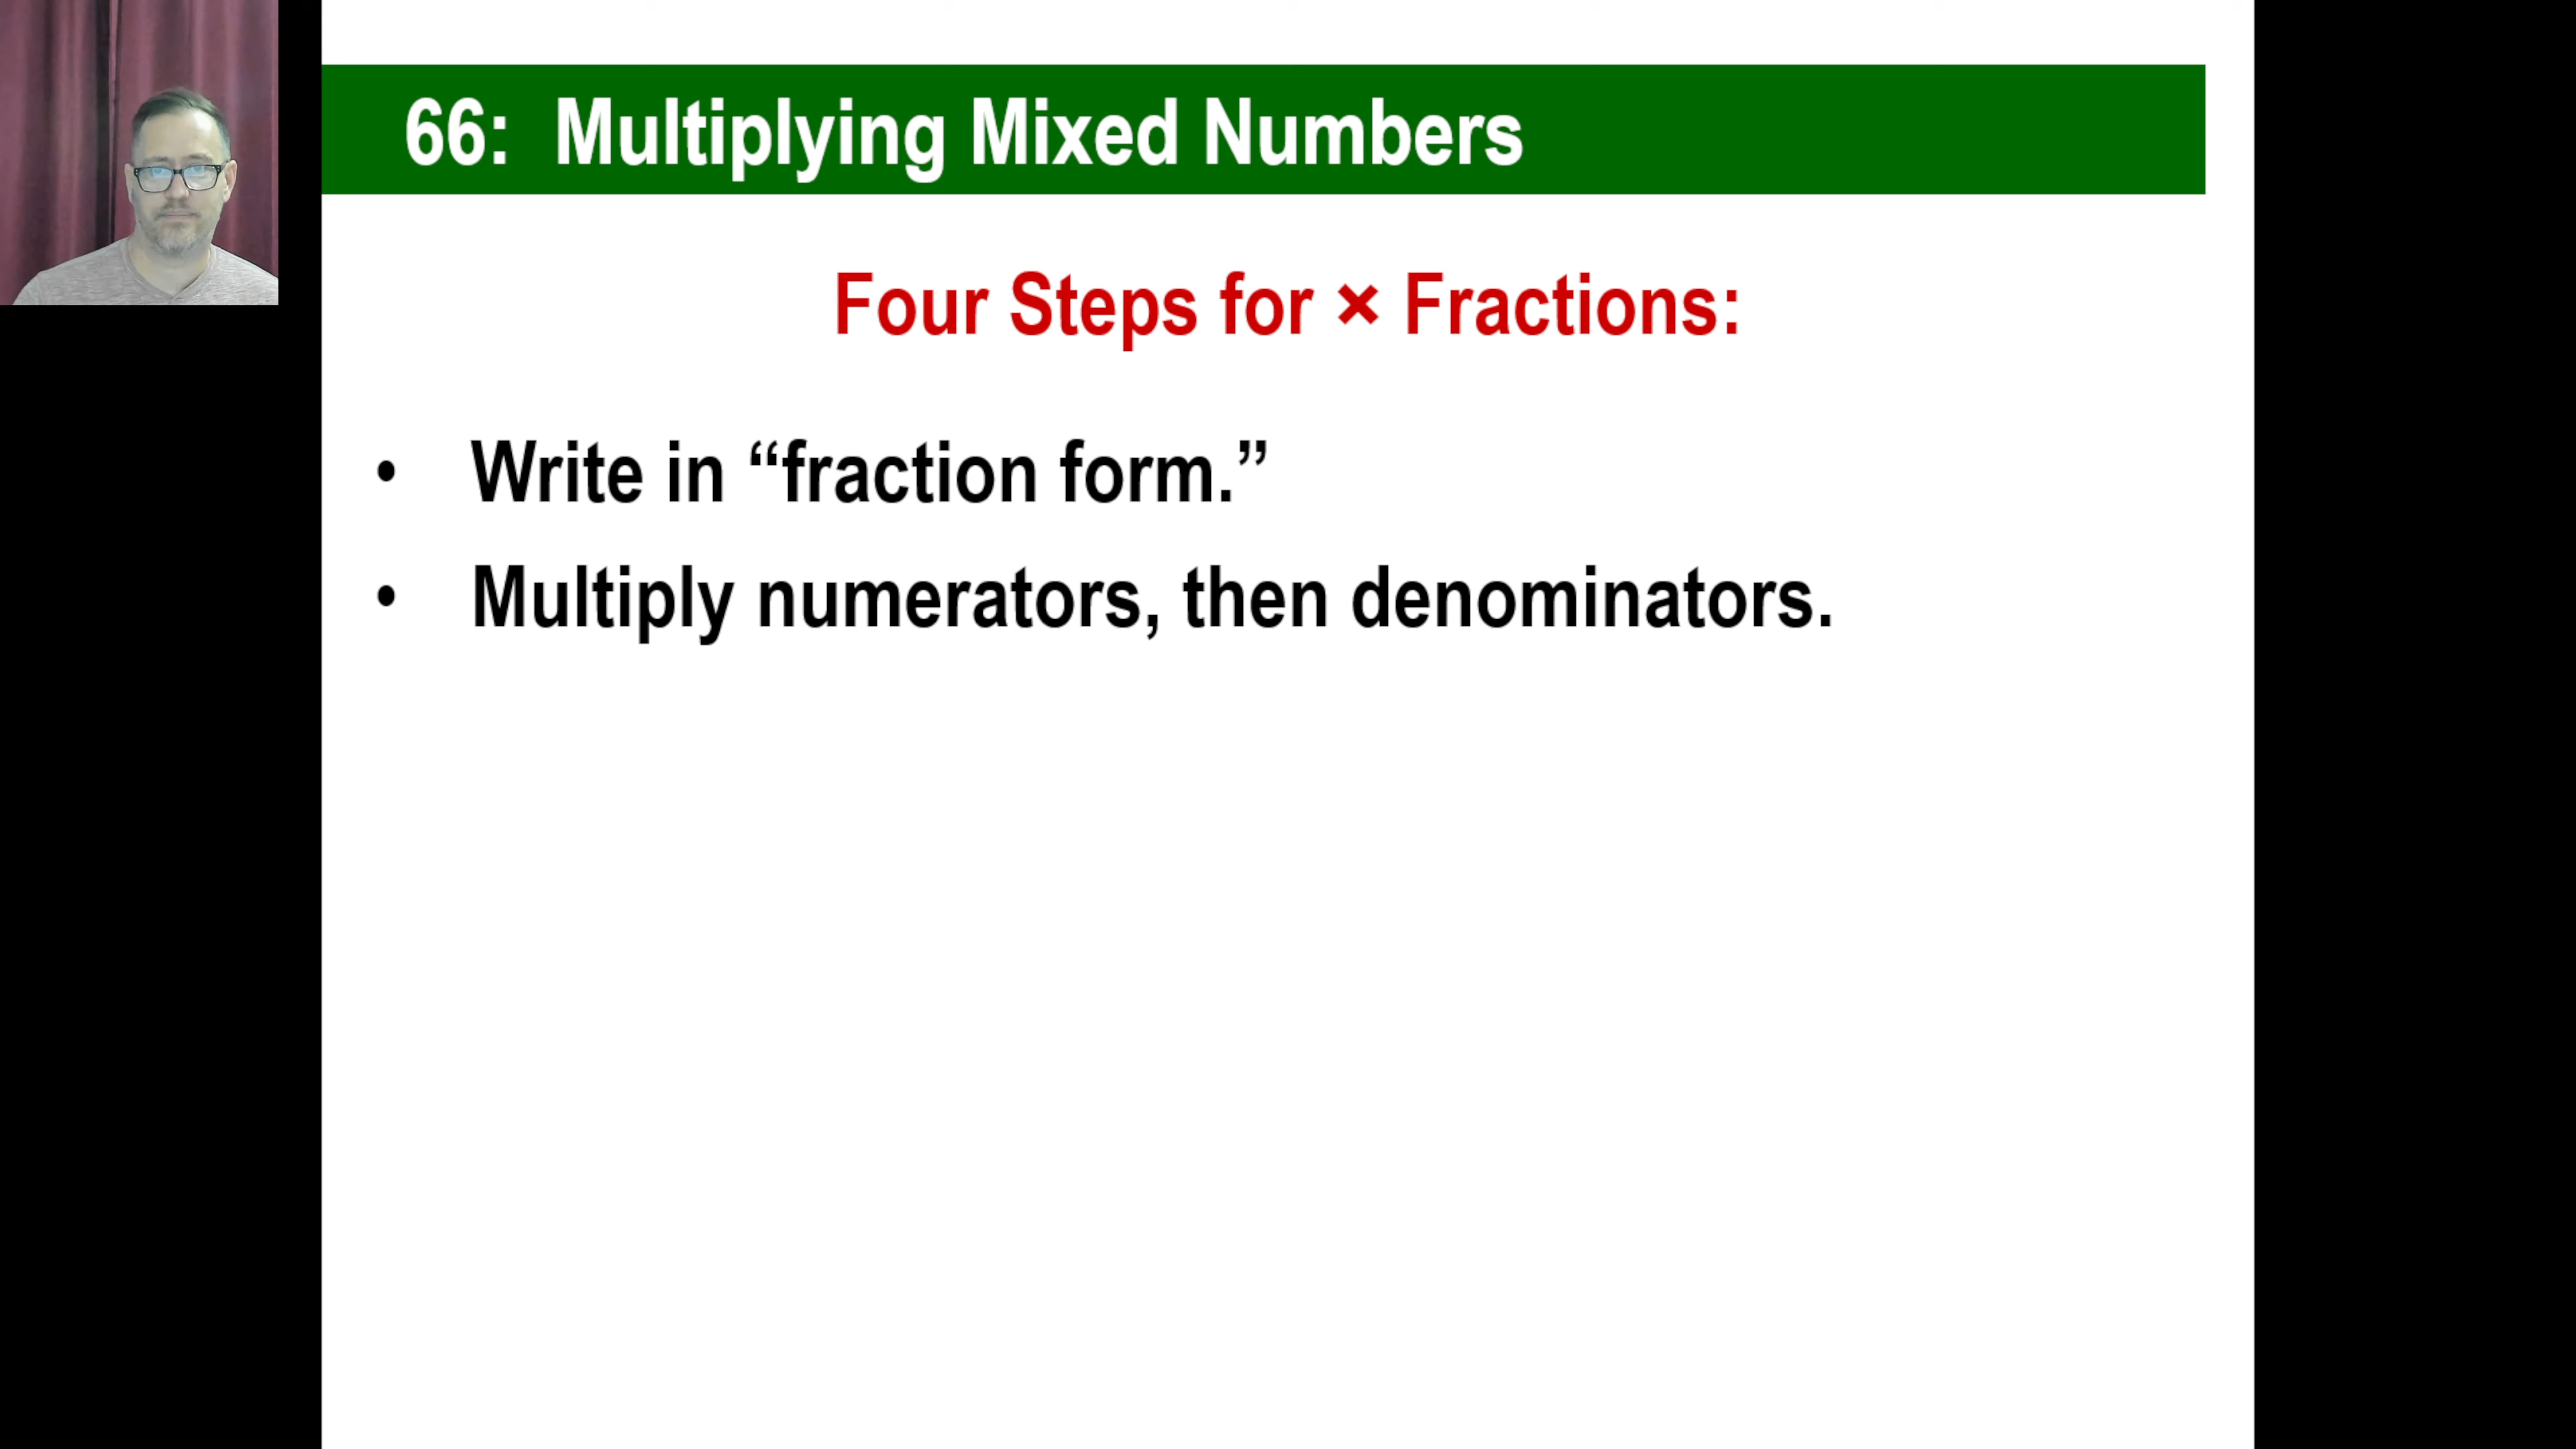 66: Multiplying Mixed Numbers
Four Steps for × Fractions:
• Write in “fraction form.”
• Multiply numerators, then denominators.